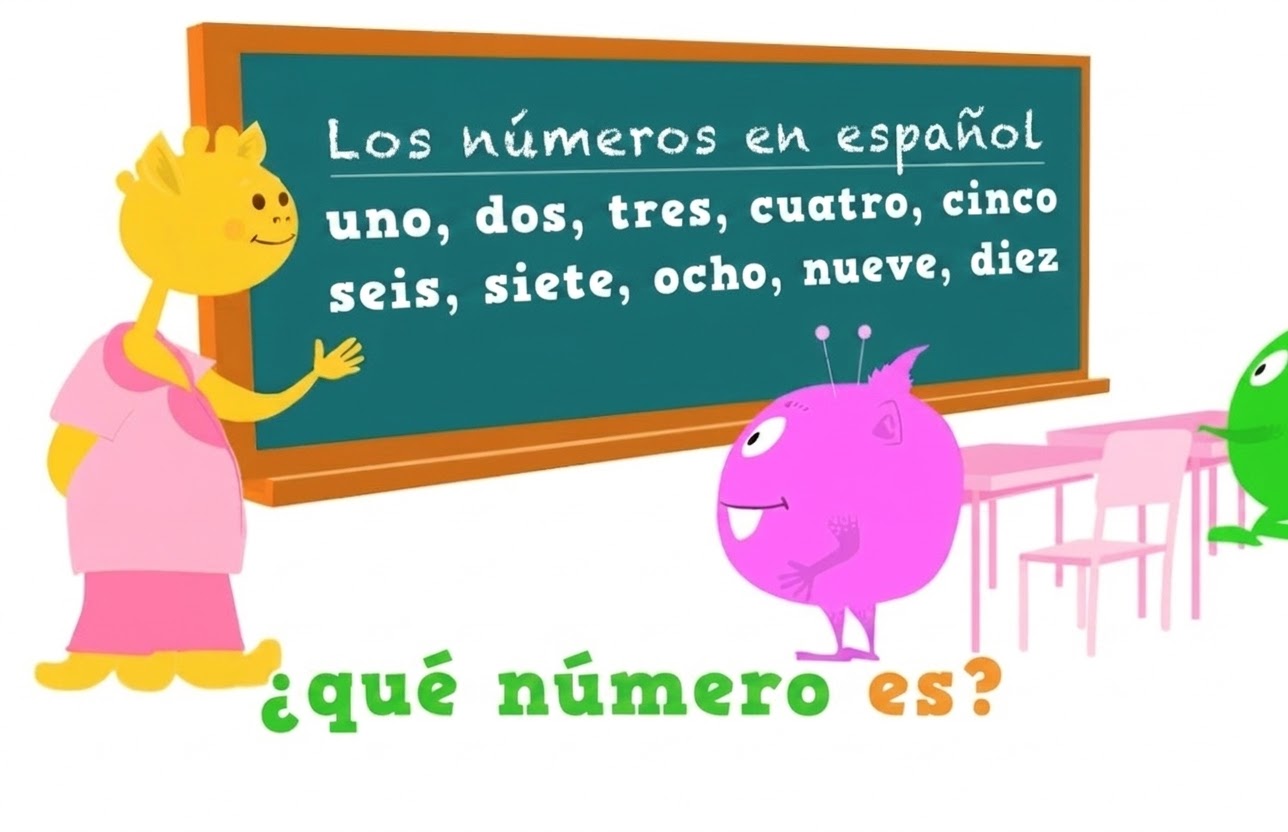 Los números en español
uno, dos, tres, cuatro, cinco
seis, siete, ocho, nueve, diez
¿qué número es?